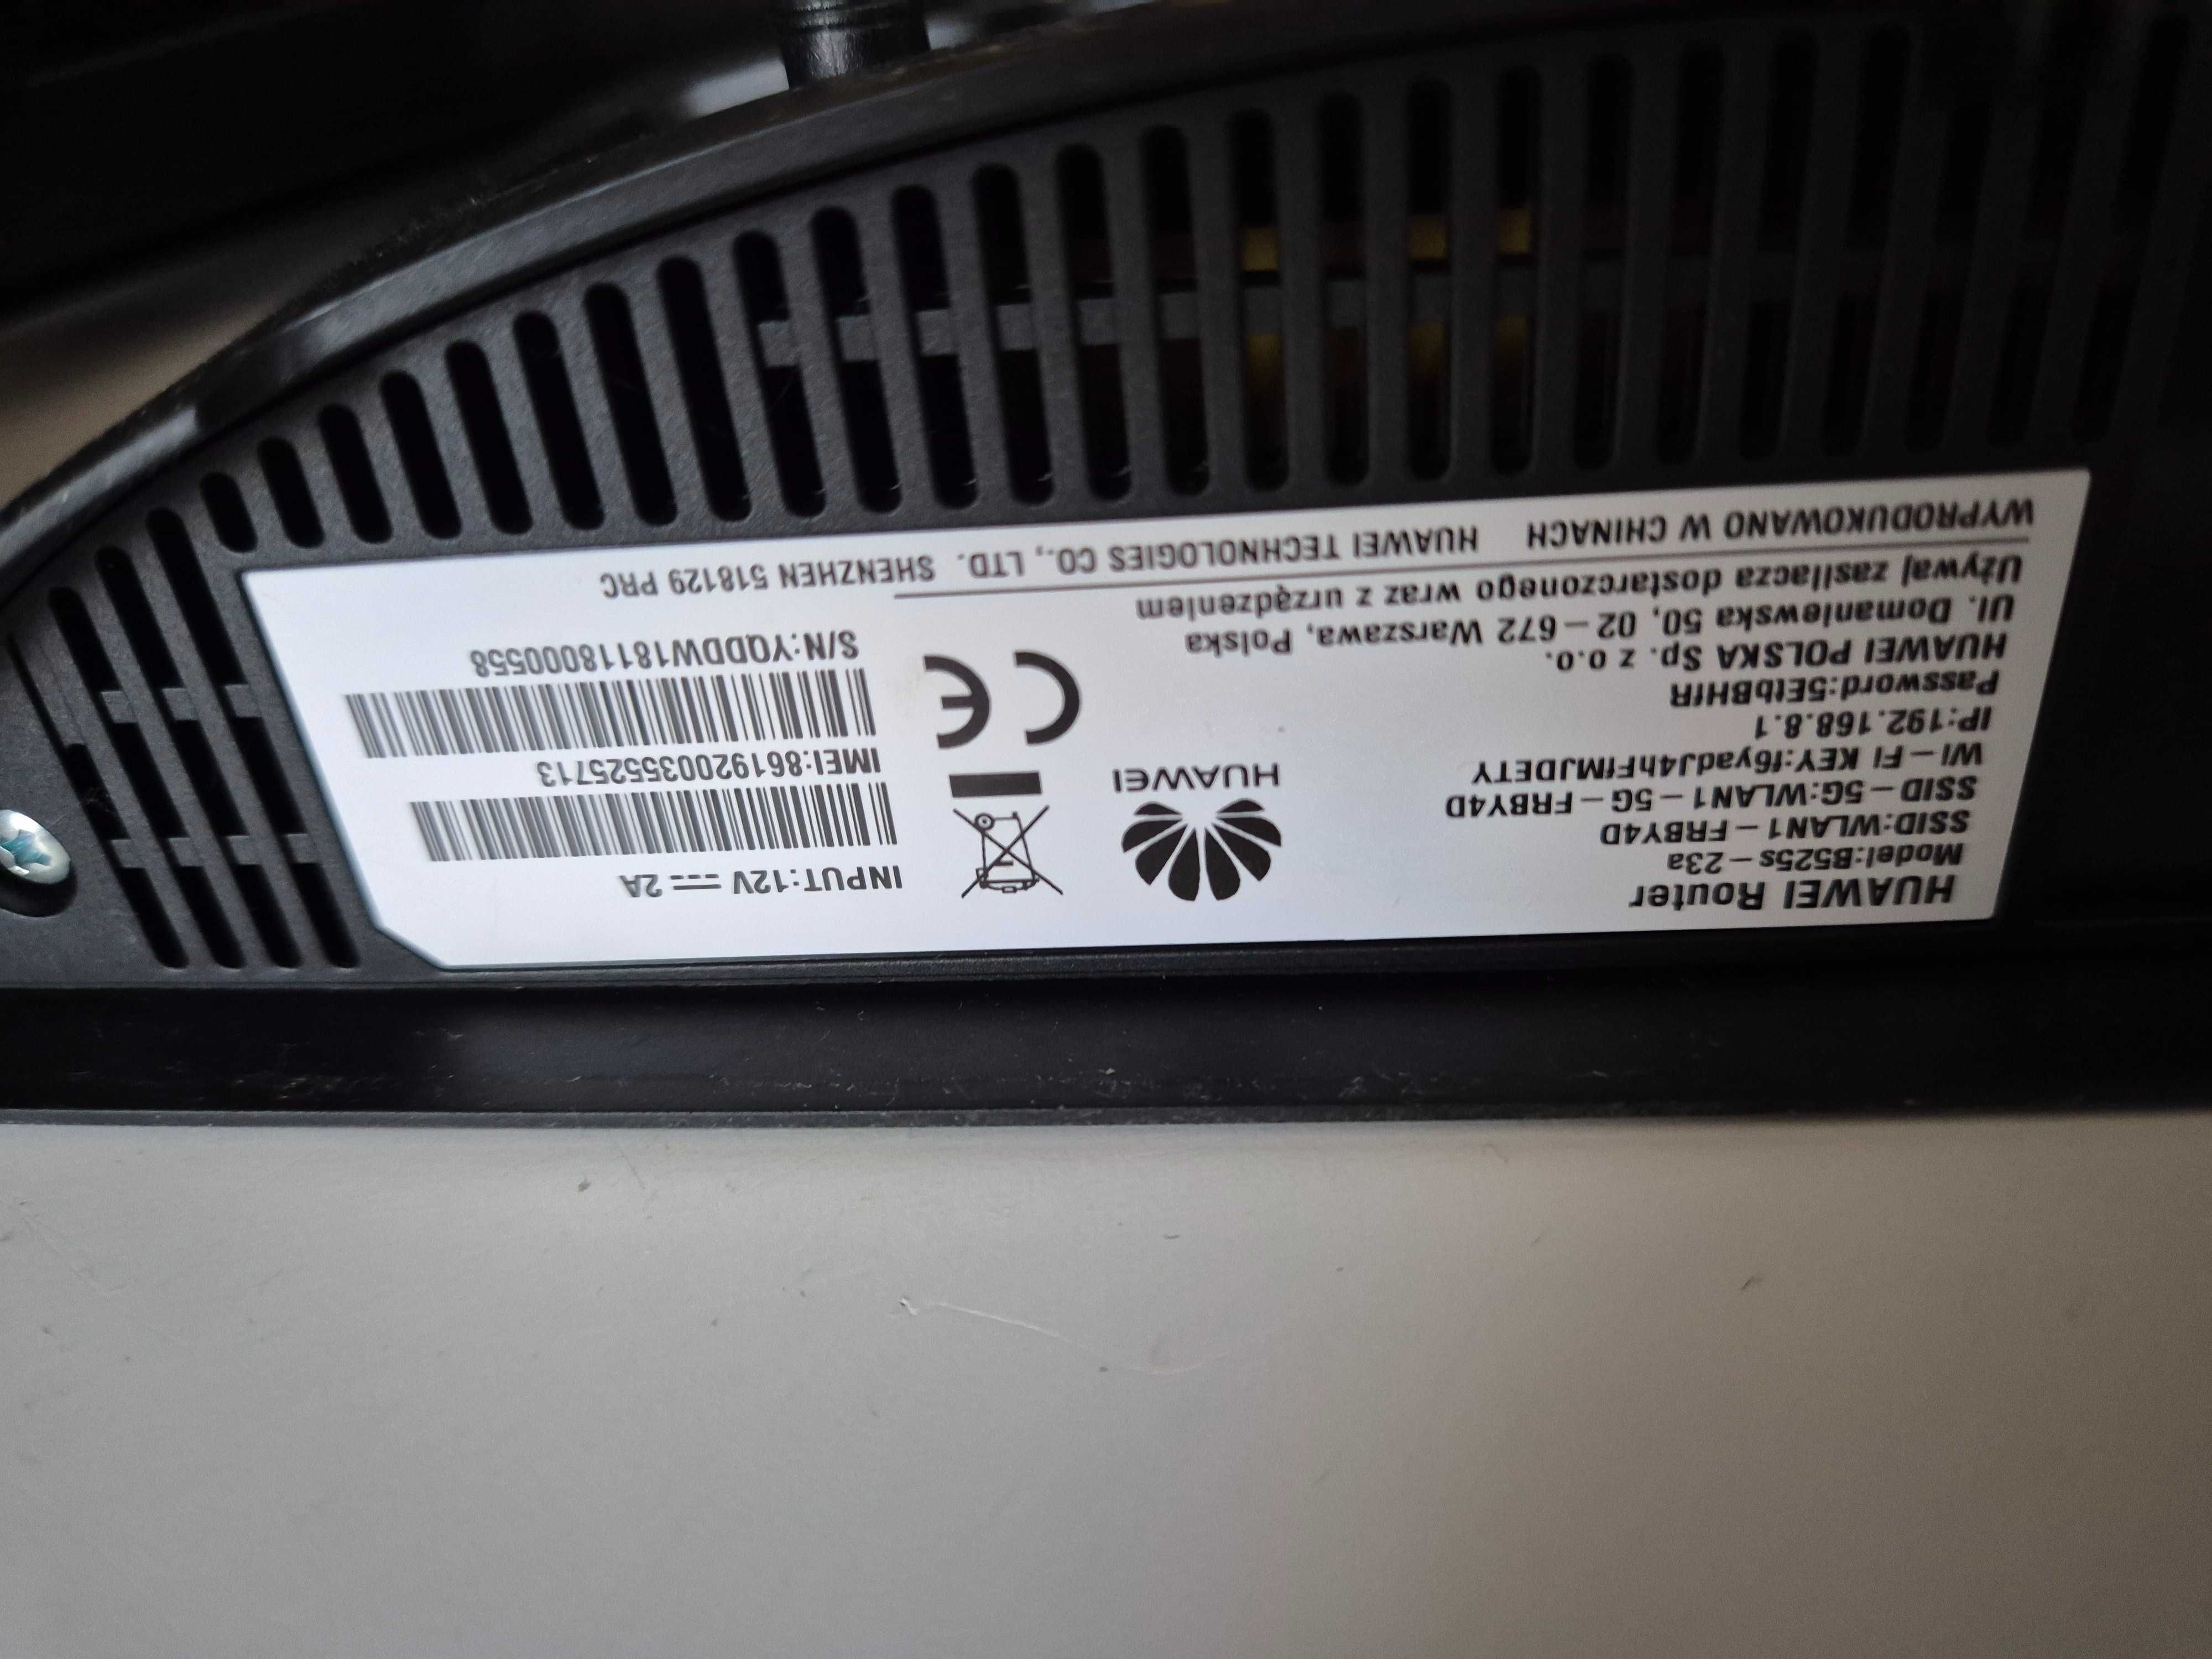 HUAWEI Router
Model:B525s-23a
SSID:WLAN1-FRBY4D
SSID-5G:WLAN1-5G-FRBY4D
Wi-Fi KEY:f6yadJ4hFfMJDETY
IP:192.168.8.1
Password:5EtbBHfR
HUAWEI POLSKA Sp. z o.o.
Ul. Domaniewska 50, 02-672 Warszawa, Polska
Używaj zasilacza dostarczonego wraz z urządzeniem
WYPRODUKOWANO W CHINACH HUAWEI TECHNOLOGIES CO., LTD. SHENZHEN 518129 PRC
HUAWEI
CE
INPUT:12V ⎓ 2A
IMEI:861920035525713
S/N:YQDDW18118000558